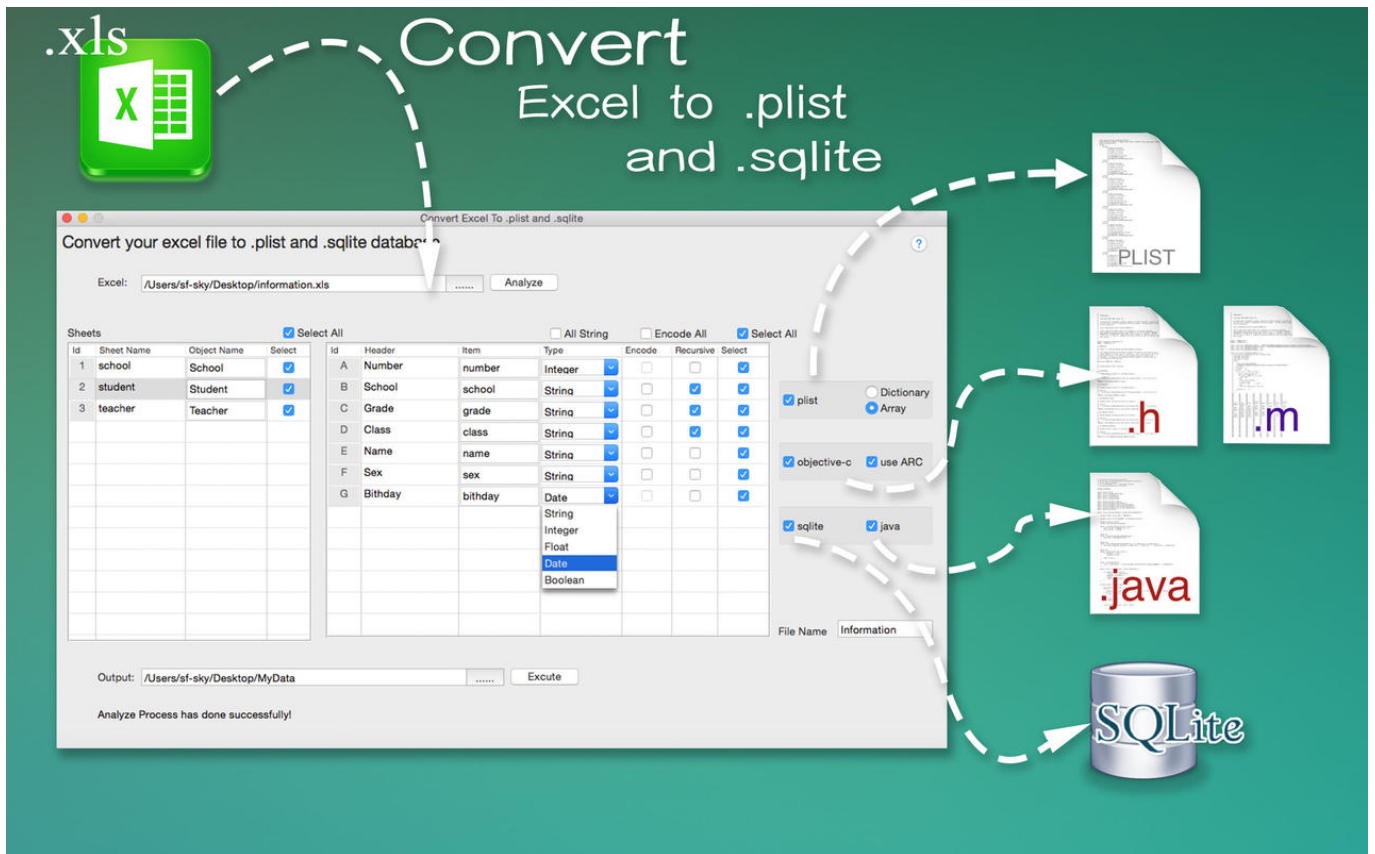 .xls
X
Convert
Excel to .plist
and .sqlite
Convert Excel To .plist and .sqlite
Convert your excel file to .plist and .sqlite database
?
Excel: /Users/sf-sky/Desktop/information.xls ...... Analyze
Sheets Select All All String Encode All Select All
Id Sheet Name Object Name Select Id Header Item Type Encode Recursive Select
1 school School A Number number Integer
2 student Student B School school String
3 teacher Teacher C Grade grade String
D Class class String
E Name name String
F Sex sex String
G Bithday bithday Date
String
Integer
Float
Date
Boolean
plist Dictionary
Array
objective-c use ARC
sqlite java
File Name Information
Output: /Users/sf-sky/Desktop/MyData ...... Excute
Analyze Process has done successfully!
PLIST
.h .m
.java
SQLite